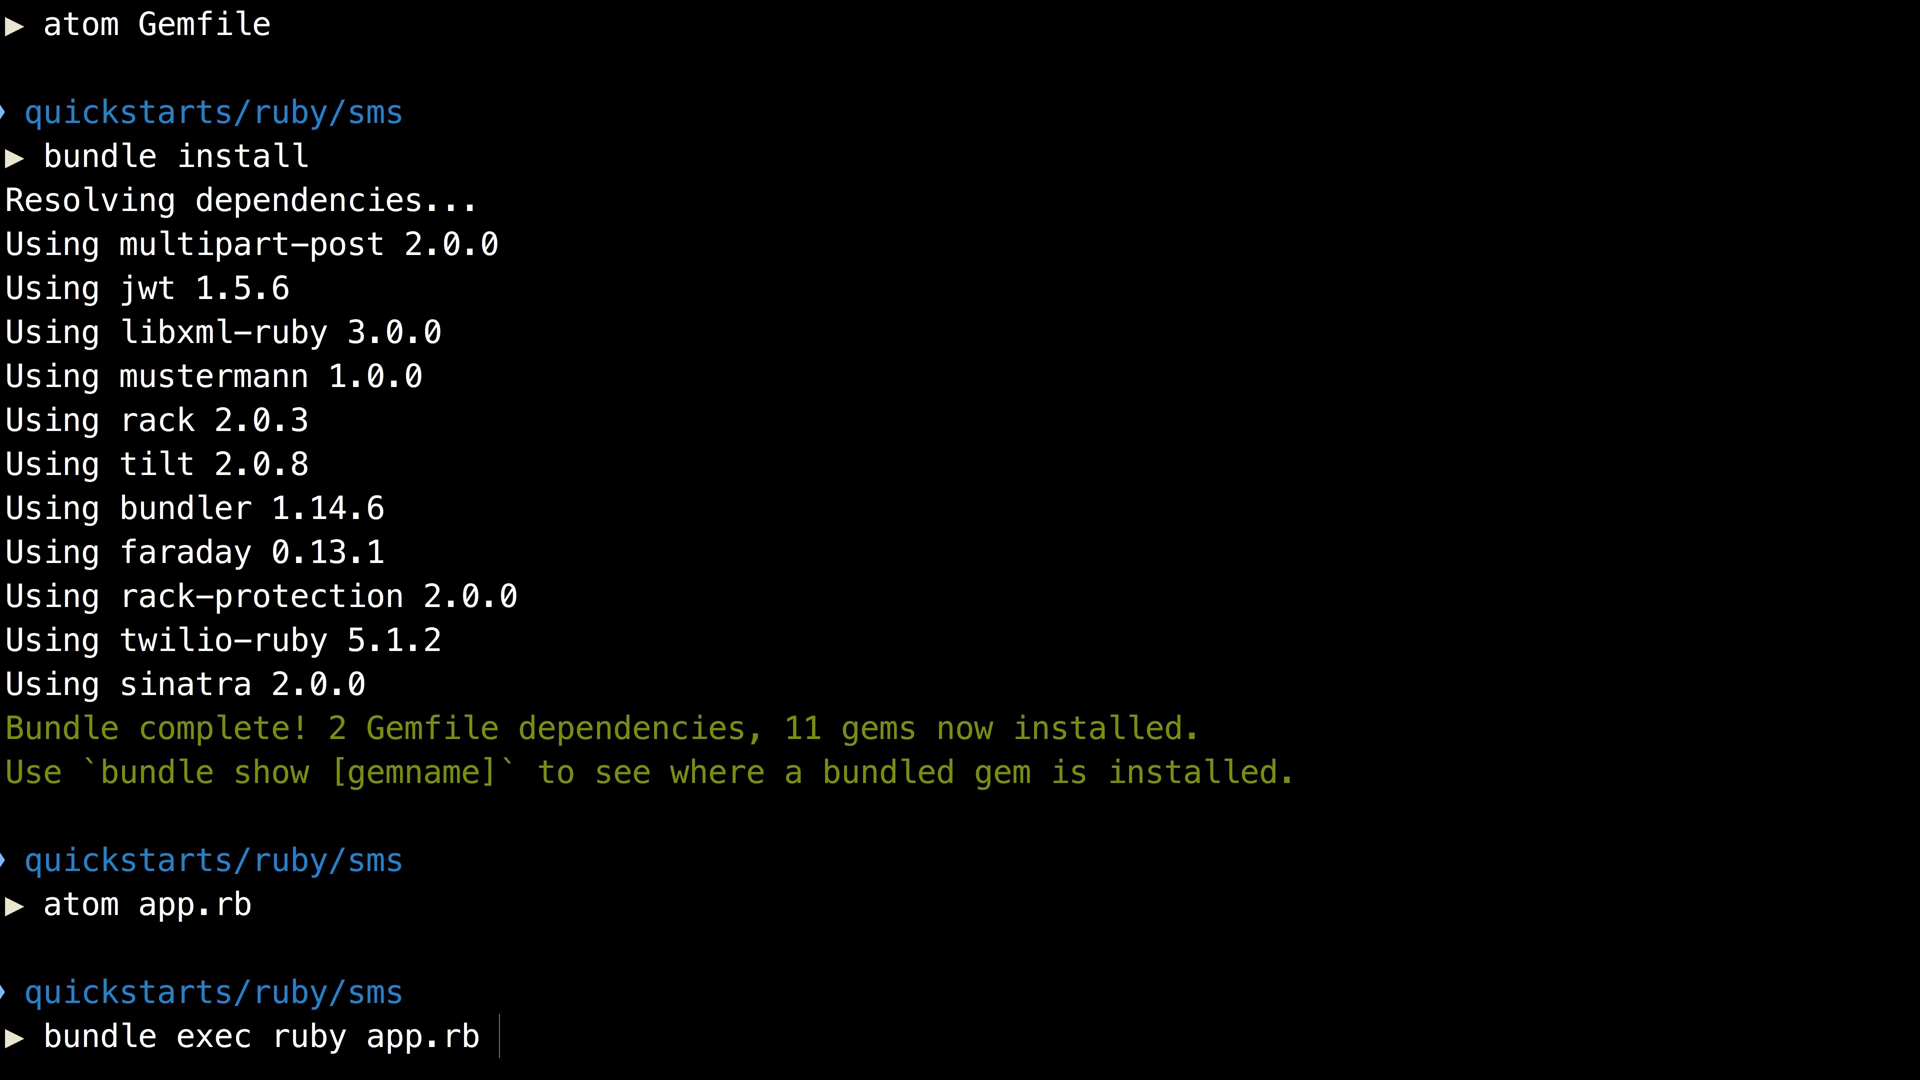 ▶ atom Gemfile
quickstarts/ruby/sms
▶ bundle install
Resolving dependencies...
Using multipart-post 2.0.0
Using jwt 1.5.6
Using libxml-ruby 3.0.0
Using mustermann 1.0.0
Using rack 2.0.3
Using tilt 2.0.8
Using bundler 1.14.6
Using faraday 0.13.1
Using rack-protection 2.0.0
Using twilio-ruby 5.1.2
Using sinatra 2.0.0
Bundle complete! 2 Gemfile dependencies, 11 gems now installed.
Use `bundle show [gemname]` to see where a bundled gem is installed.
quickstarts/ruby/sms
▶ atom app.rb
quickstarts/ruby/sms
▶ bundle exec ruby app.rb